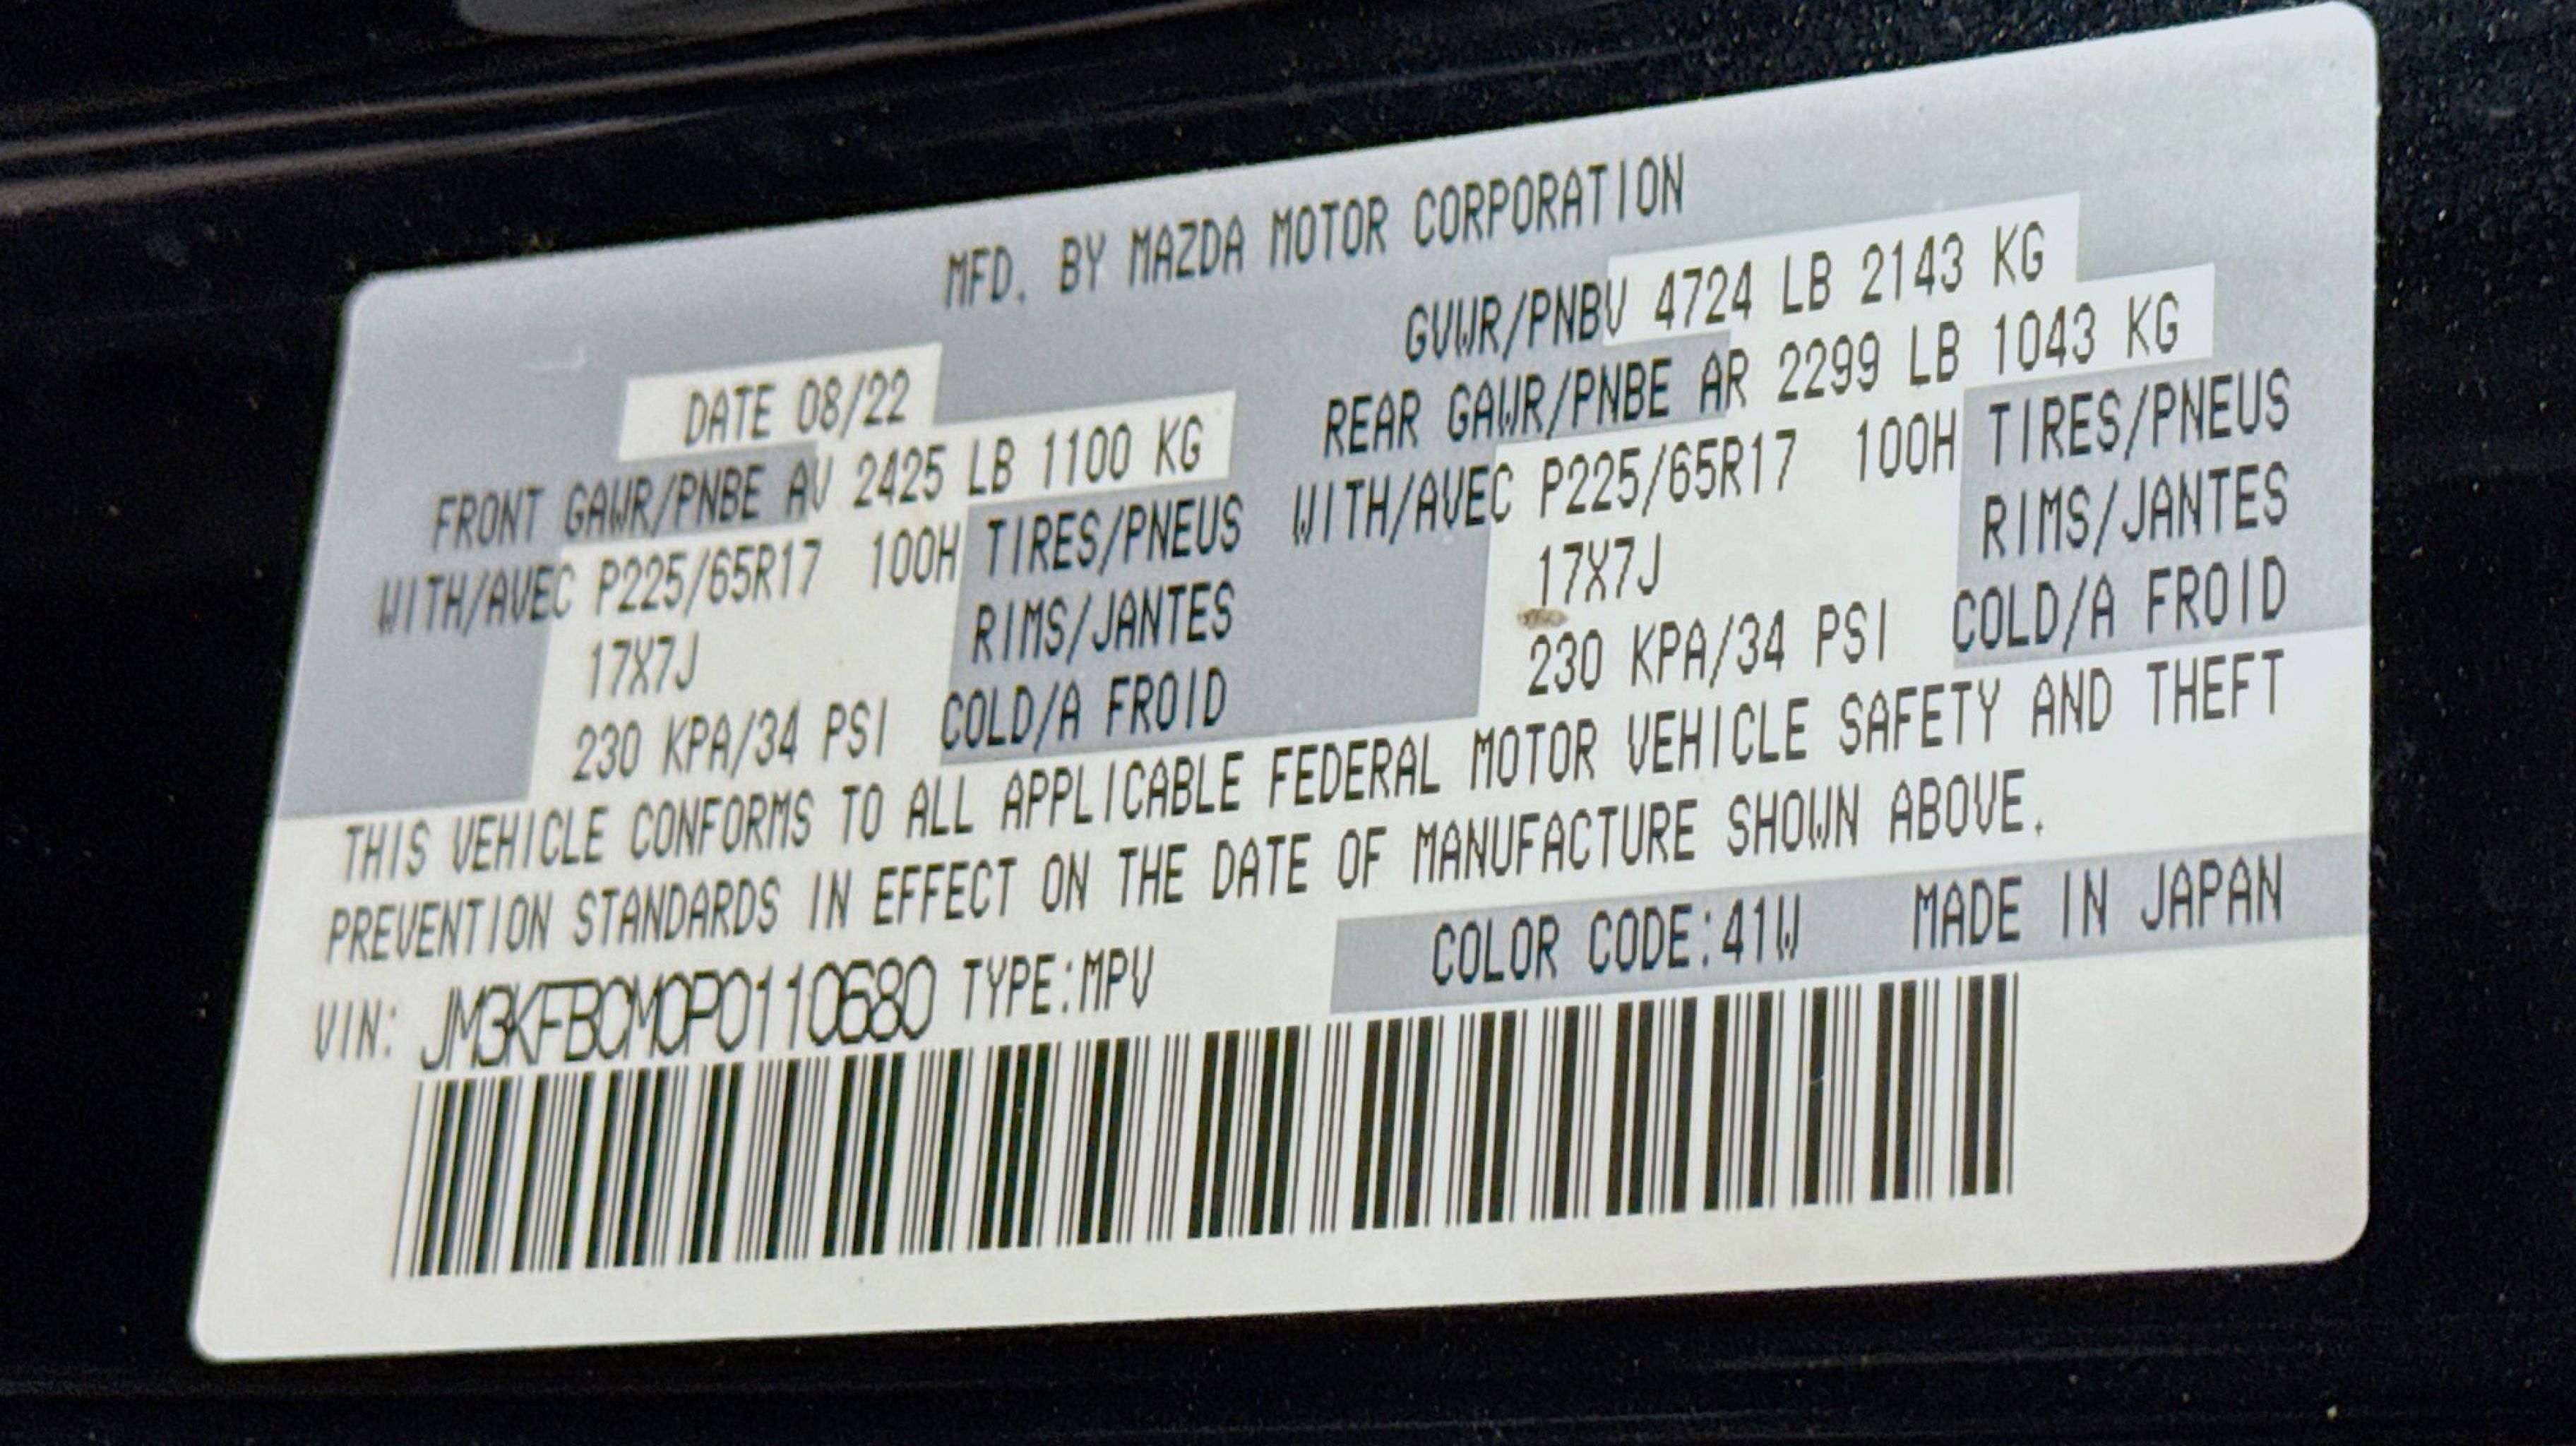 MFD. BY MAZDA MOTOR CORPORATION
DATE 08/22 GVWR/PNBV 4724 LB 2143 KG
FRONT GAWR/PNBE AV 2425 LB 1100 KG REAR GAWR/PNBE AR 2299 LB 1043 KG
WITH/AVEC P225/65R17 100H TIRES/PNEUS WITH/AVEC P225/65R17 100H TIRES/PNEUS
17X7J RIMS/JANTES 17X7J RIMS/JANTES
230 KPA/34 PSI COLD/A FROID 230 KPA/34 PSI COLD/A FROID
THIS VEHICLE CONFORMS TO ALL APPLICABLE FEDERAL MOTOR VEHICLE SAFETY AND THEFT
PREVENTION STANDARDS IN EFFECT ON THE DATE OF MANUFACTURE SHOWN ABOVE.
VIN: JM3KFBCM0P0110680 TYPE:MPV COLOR CODE:41W MADE IN JAPAN